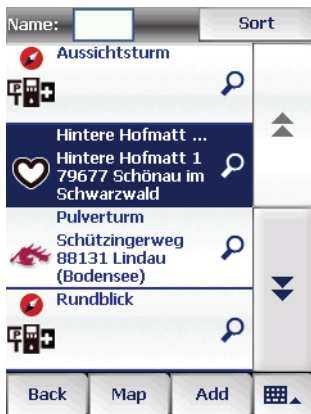 Name: Sort
Aussichtsturm
Hintere Hofmatt ...
Hintere Hofmatt 1
79677 Schönau im
Schwarzwald
Pulverturm
Schützingerweg
88131 Lindau
(Bodensee)
Rundblick
Back Map Add